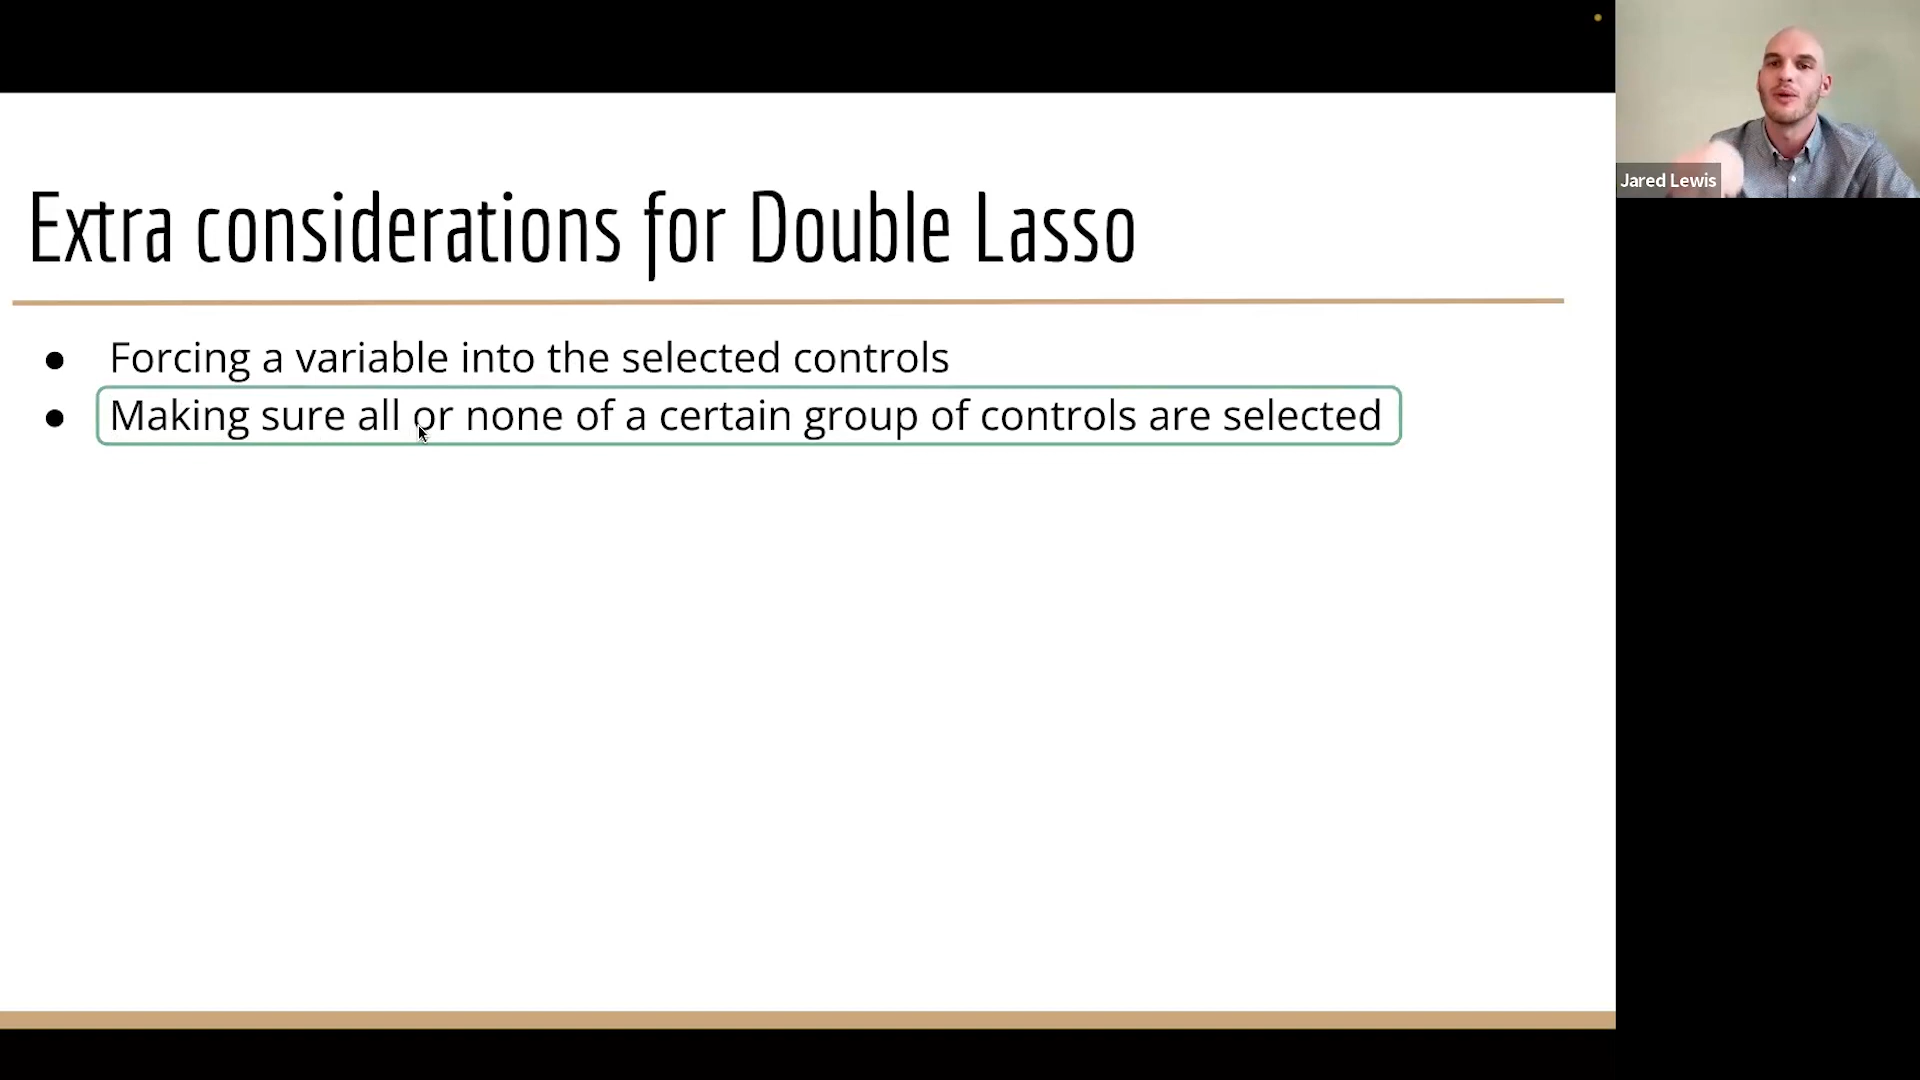 Extra considerations for Double Lasso
● Forcing a variable into the selected controls
● Making sure all or none of a certain group of controls are selected
Jared Lewis